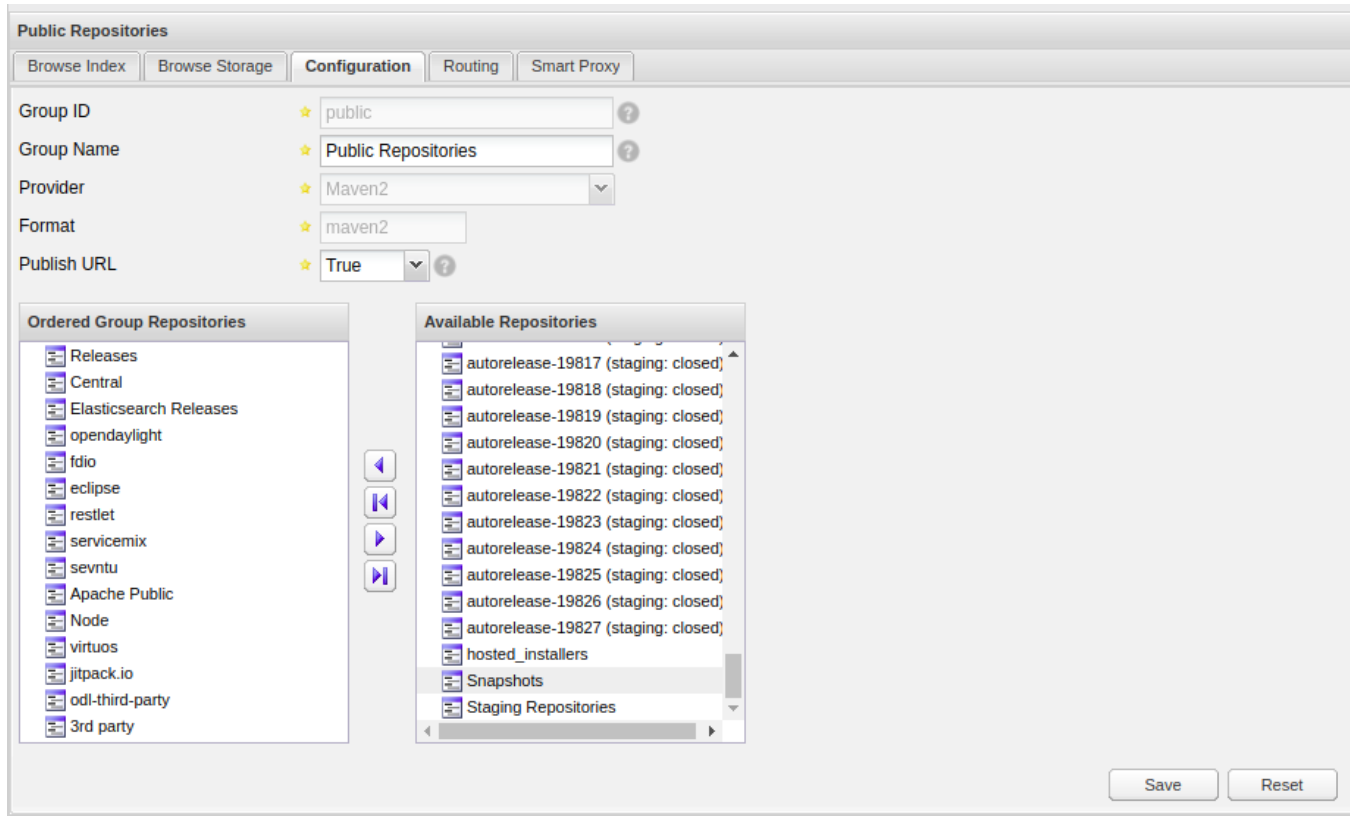 Public Repositories
Browse Index Browse Storage Configuration Routing Smart Proxy
Group ID public ?
Group Name Public Repositories ?
Provider Maven2
Format maven2
Publish URL True ?
Ordered Group Repositories
Releases
Central
Elasticsearch Releases
opendaylight
fdio
eclipse
restlet
servicemix
sevntu
Apache Public
Node
virtuos
jitpack.io
odl-third-party
3rd party
Available Repositories
autorelease-19817 (staging: closed)
autorelease-19818 (staging: closed)
autorelease-19819 (staging: closed)
autorelease-19820 (staging: closed)
autorelease-19821 (staging: closed)
autorelease-19822 (staging: closed)
autorelease-19823 (staging: closed)
autorelease-19824 (staging: closed)
autorelease-19825 (staging: closed)
autorelease-19826 (staging: closed)
autorelease-19827 (staging: closed)
hosted_installers
Snapshots
Staging Repositories
Save Reset